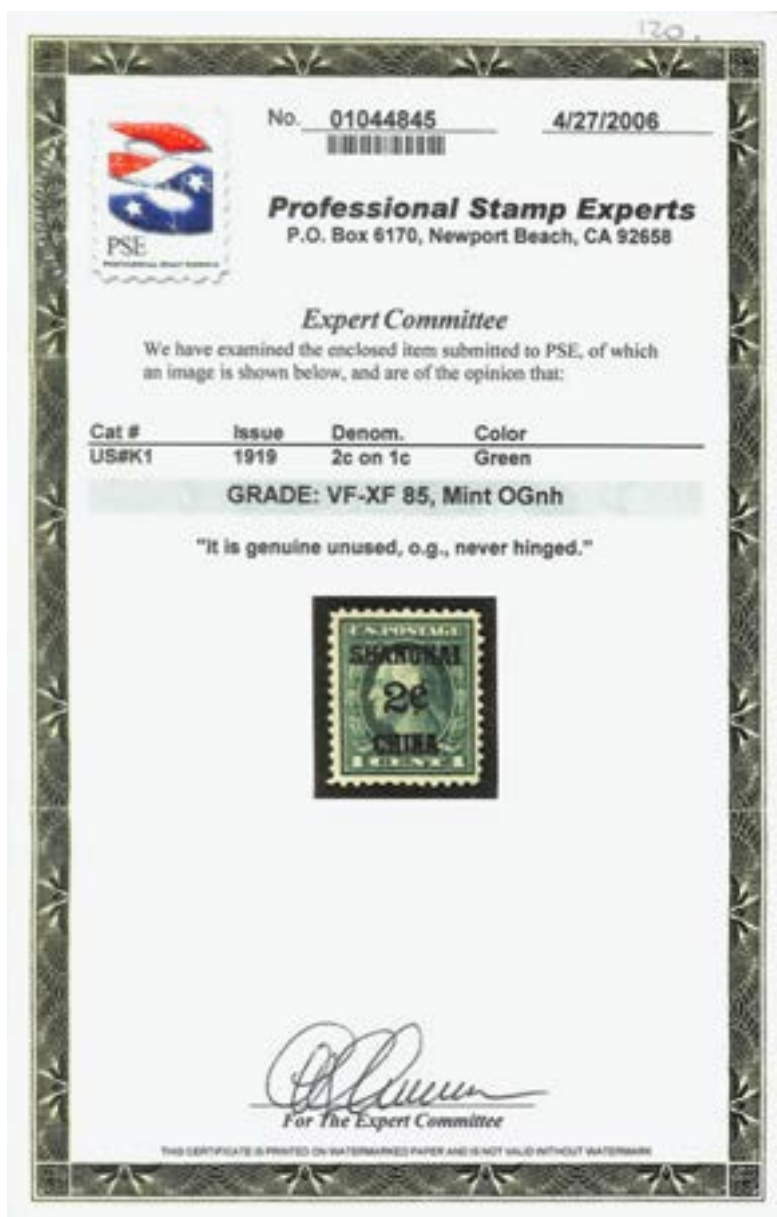 120.
No. 01044845 4/27/2006
PSE
Professional Stamp Experts
P.O. Box 6170, Newport Beach, CA 92658
Expert Committee
We have examined the enclosed item submitted to PSE, of which
an image is shown below, and are of the opinion that:
Cat # Issue Denom. Color
US#K1 1919 2c on 1c Green
GRADE: VF-XF 85, Mint OGnh
"It is genuine unused, o.g., never hinged."
U.S. POSTAGE
SHANGHAI
2¢
CHINA
1 CENT 1
For The Expert Committee
THIS CERTIFICATE IS PRINTED ON WATERMARKED PAPER AND IS NOT VALID WITHOUT WATERMARK